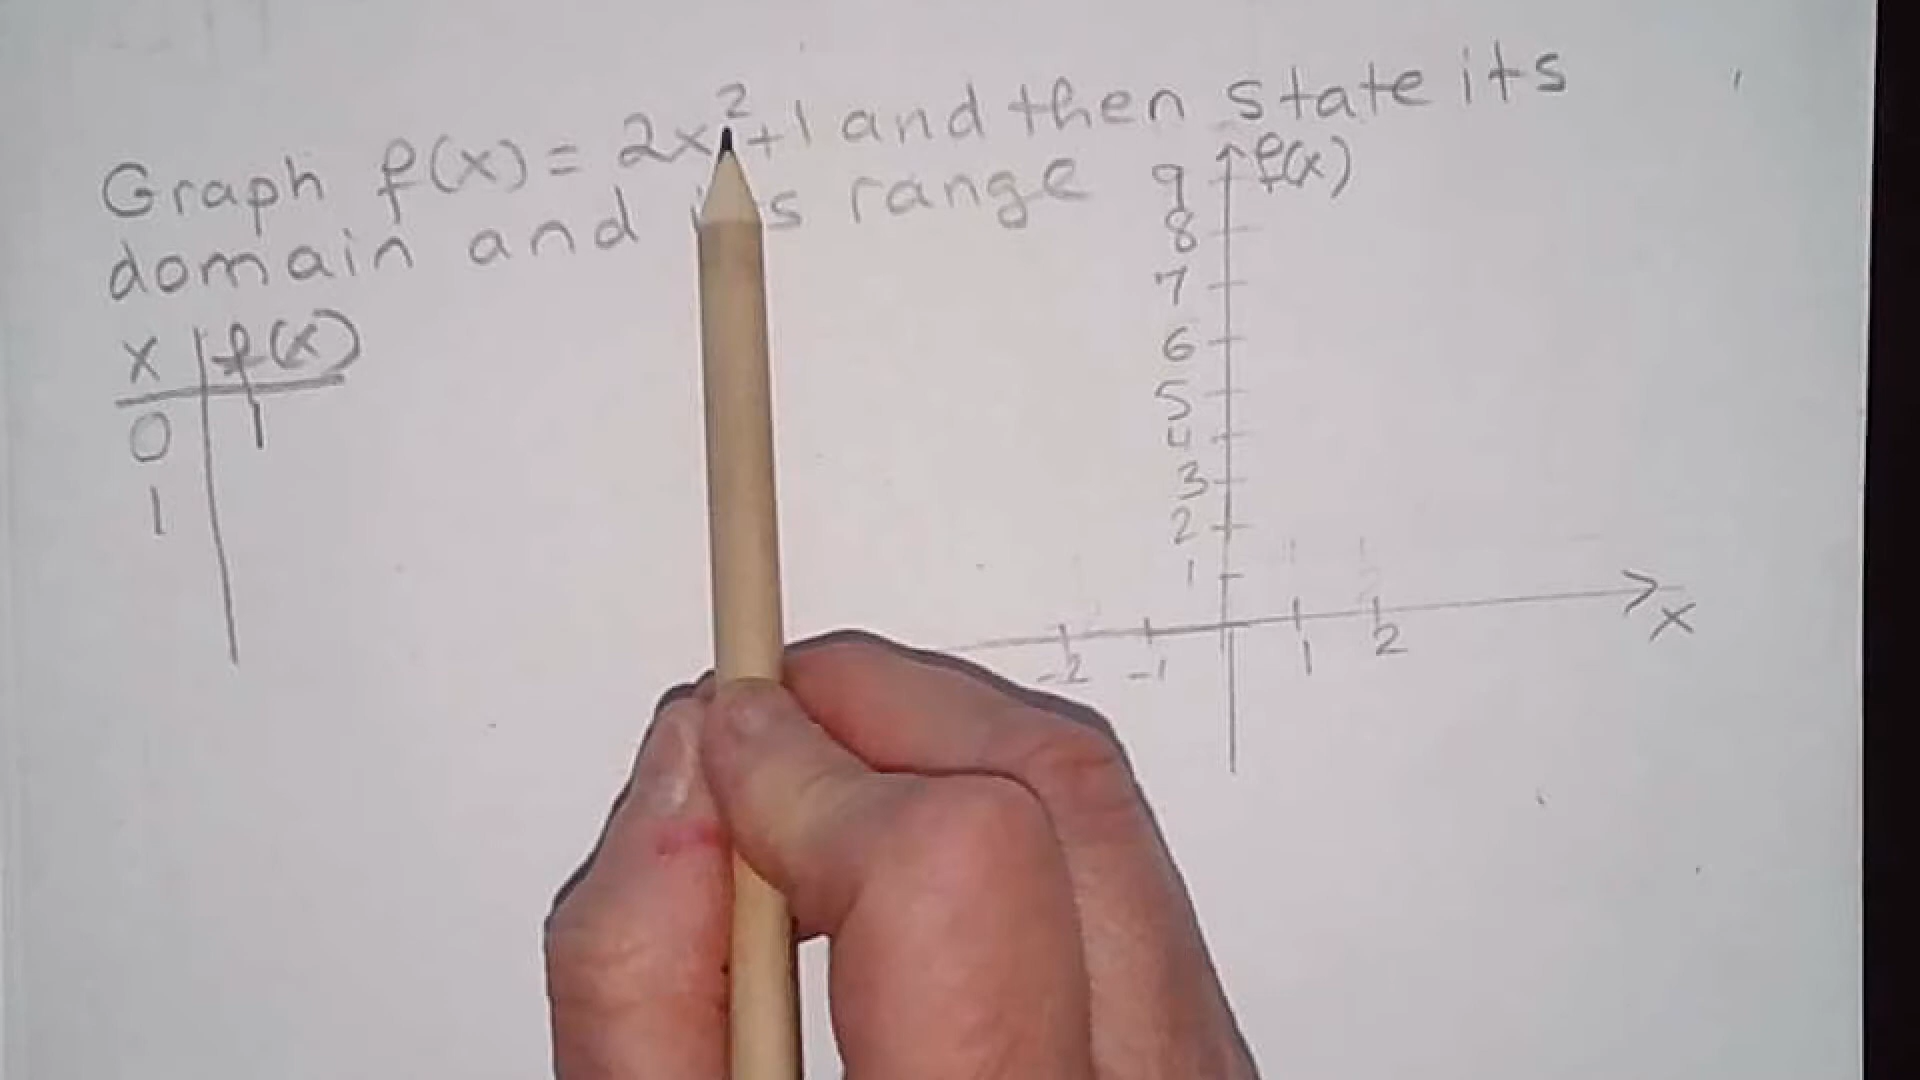 Graph f(x) = 2x²+1 and then state its
domain and its range
x f(x)
0 1
1
f(x)
9
8
7
6
5
4
3
2
1
-2 -1 1 2
x